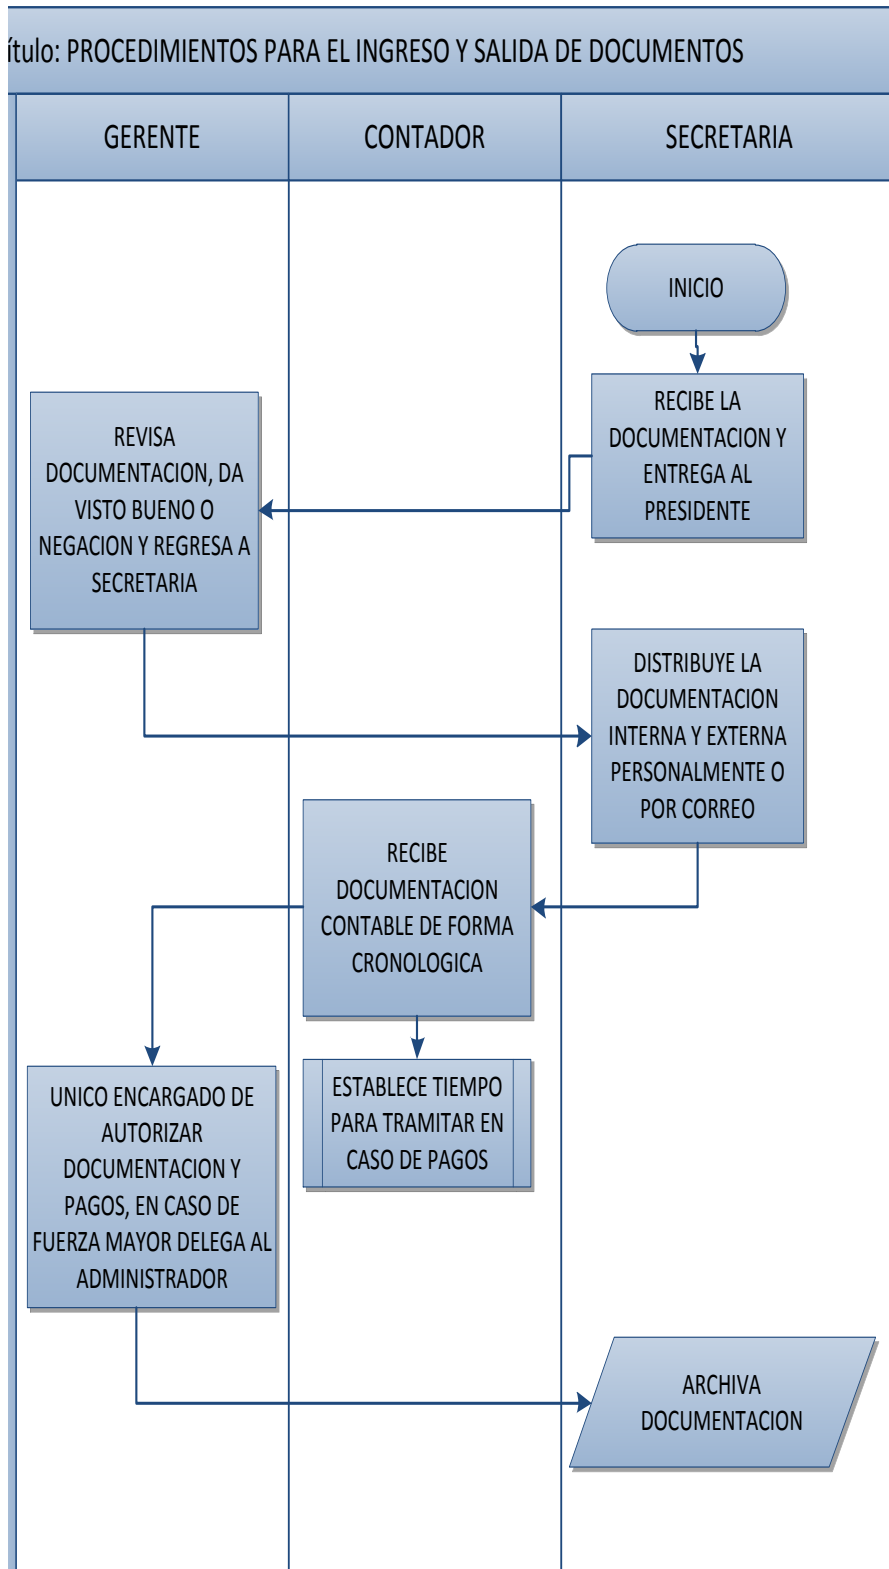 ítulo: PROCEDIMIENTOS PARA EL INGRESO Y SALIDA DE DOCUMENTOS
GERENTE
CONTADOR
SECRETARIA
INICIO
RECIBE LA
DOCUMENTACION Y
ENTREGA AL
PRESIDENTE
REVISA
DOCUMENTACION, DA
VISTO BUENO O
NEGACION Y REGRESA A
SECRETARIA
DISTRIBUYE LA
DOCUMENTACION
INTERNA Y EXTERNA
PERSONALMENTE O
POR CORREO
RECIBE
DOCUMENTACION
CONTABLE DE FORMA
CRONOLOGICA
ESTABLECE TIEMPO
PARA TRAMITAR EN
CASO DE PAGOS
UNICO ENCARGADO DE
AUTORIZAR
DOCUMENTACION Y
PAGOS, EN CASO DE
FUERZA MAYOR DELEGA AL
ADMINISTRADOR
ARCHIVA
DOCUMENTACION